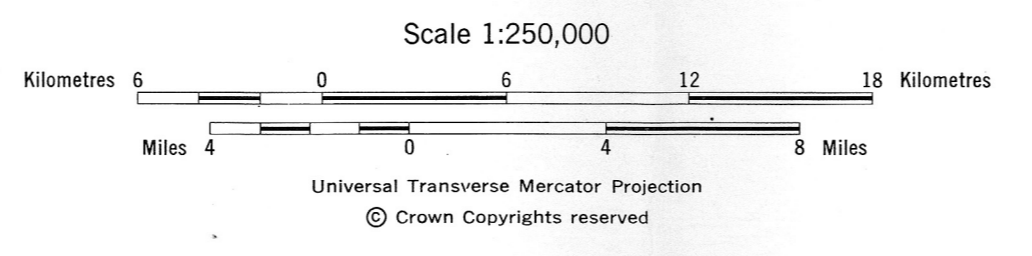 Scale 1:250,000
Kilometres 6 0 6 12 18 Kilometres
Miles 4 0 4 8 Miles
Universal Transverse Mercator Projection
© Crown Copyrights reserved